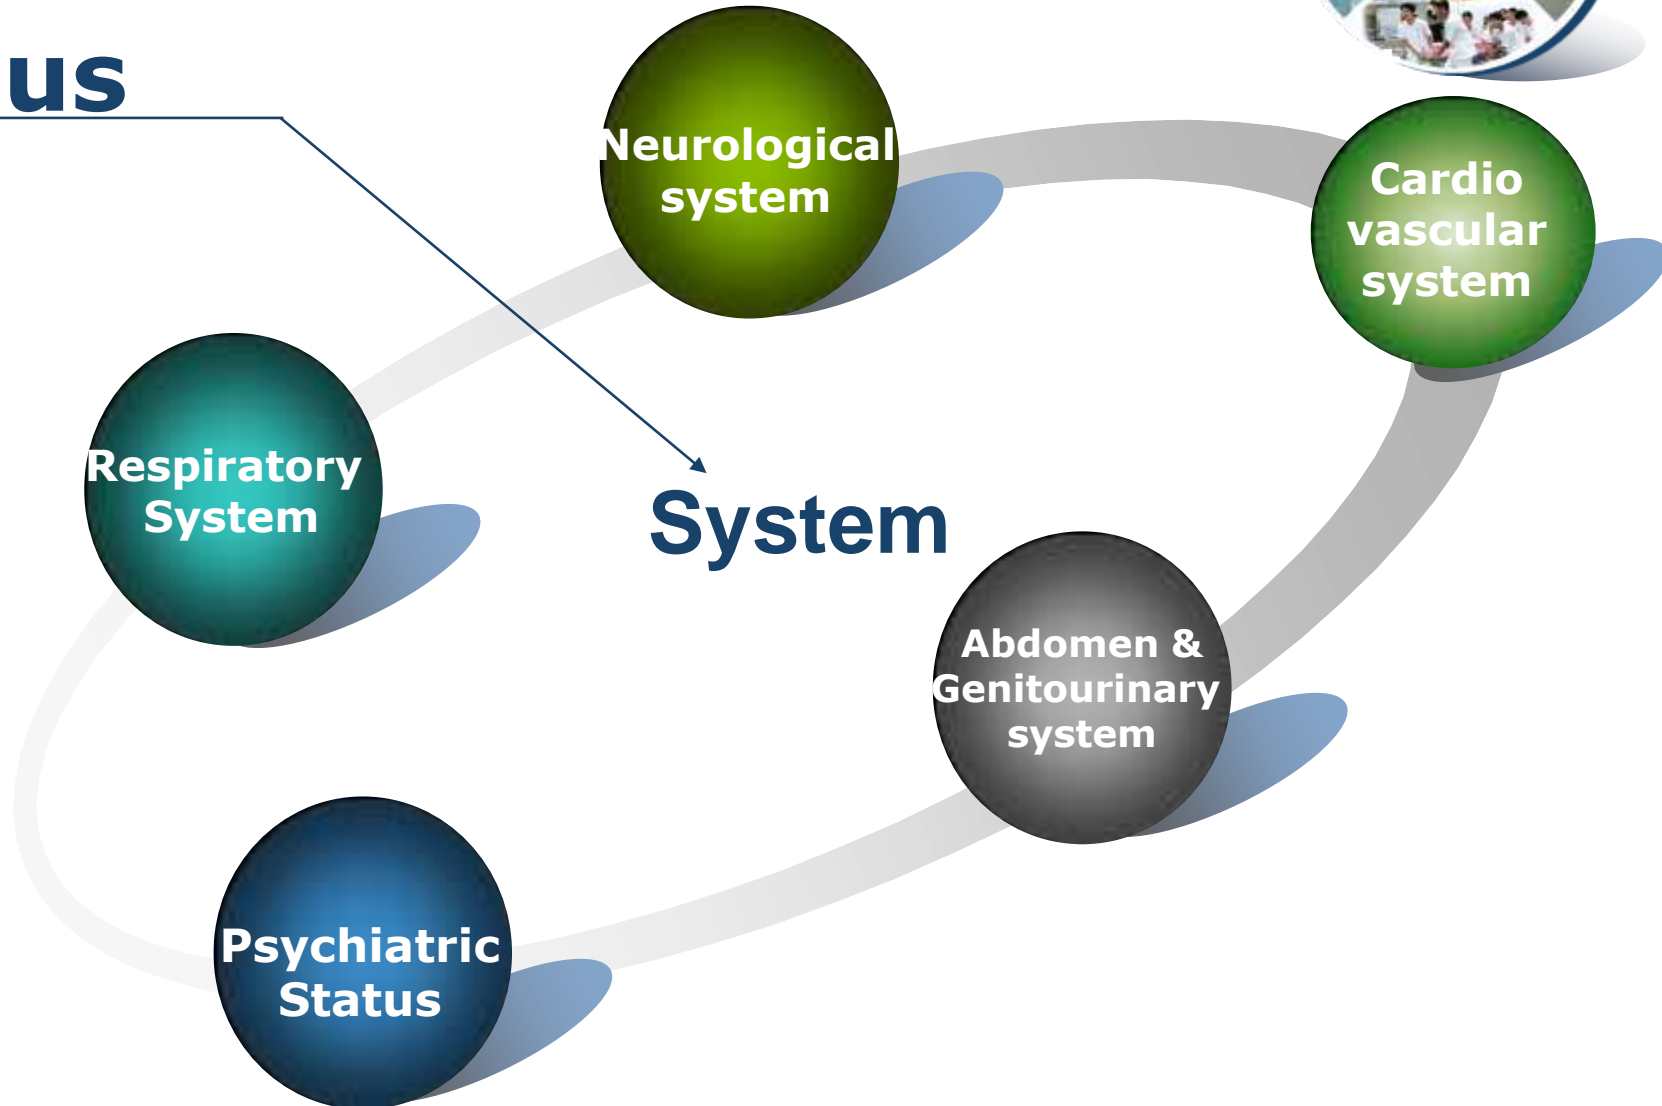 us
Neurological
system
Cardio
vascular
system
Respiratory
System
System
Abdomen &
Genitourinary
system
Psychiatric
Status